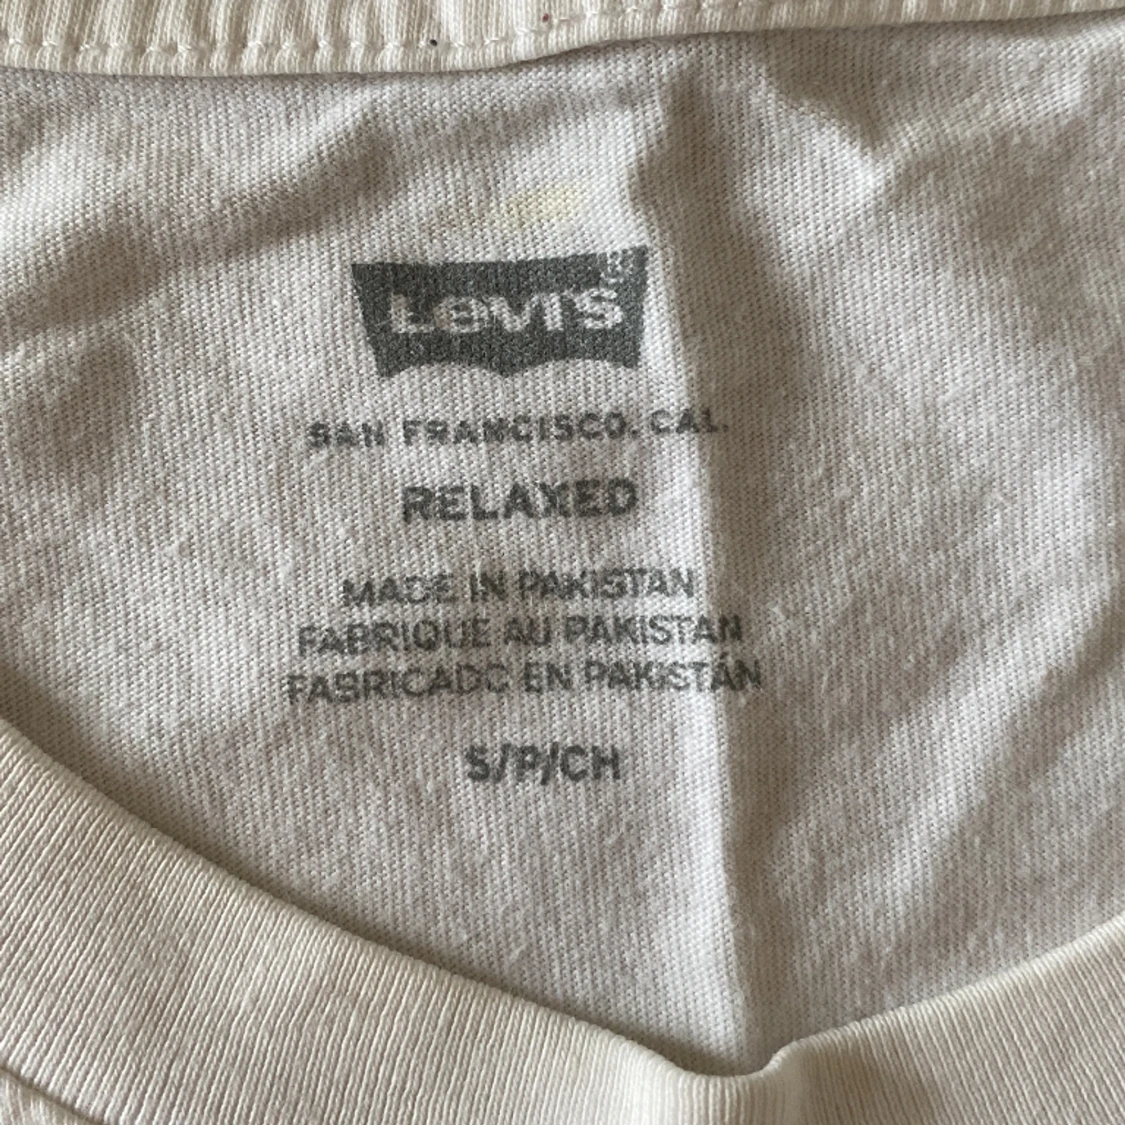 Levi's®
SAN FRANCISCO, CAL.
RELAXED
MADE IN PAKISTAN
FABRIQUE AU PAKISTAN
FABRICADO EN PAKISTÁN
S/P/CH